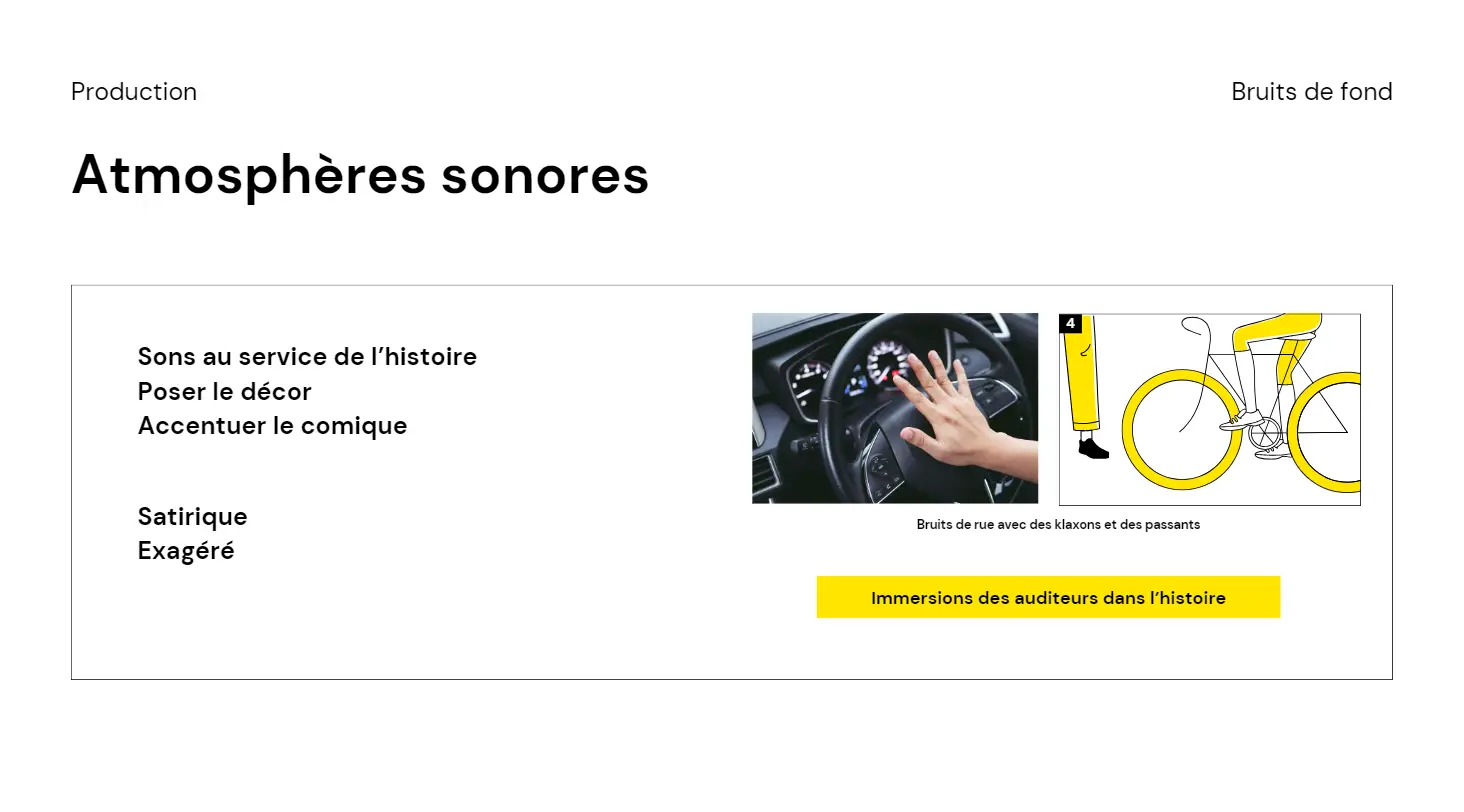 Production
Bruits de fond
Atmosphères sonores
Sons au service de l’histoire
Poser le décor
Accentuer le comique
Satirique
Exagéré
4
Bruits de rue avec des klaxons et des passants
Immersions des auditeurs dans l’histoire